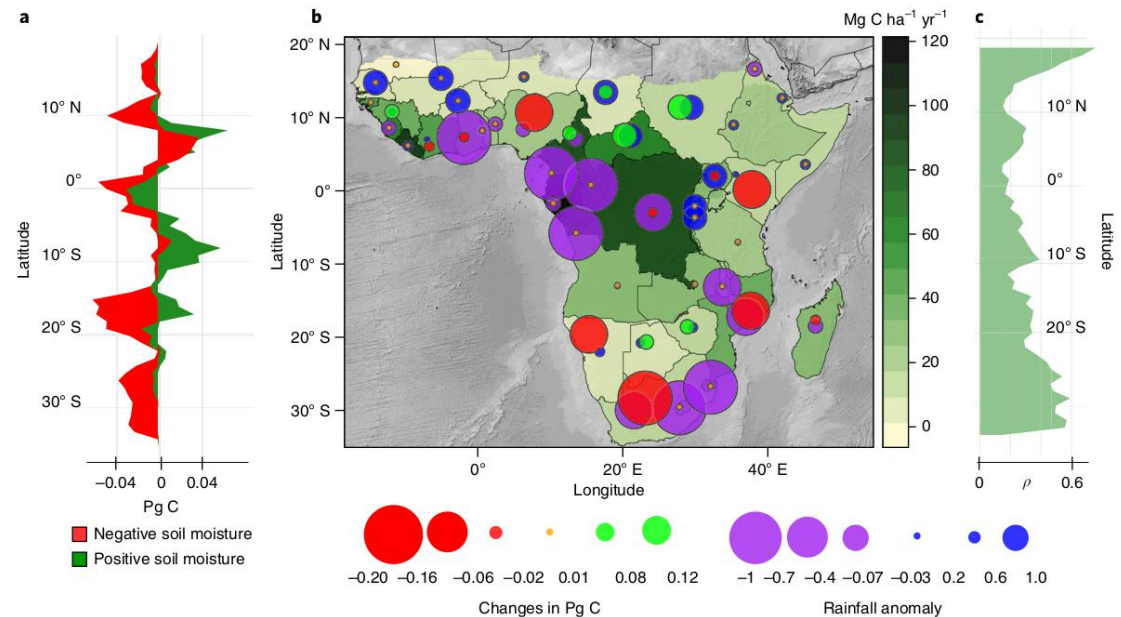 a
10° N
0°
10° S
20° S
30° S
Latitude
−0.04 0 0.04
Pg C
Negative soil moisture
Positive soil moisture
b
20° N
10° N
0°
10° S
20° S
30° S
Latitude
0° 20° E 40° E
Longitude
Mg C ha⁻¹ yr⁻¹
120
100
80
60
40
20
0
c
10° N
0°
10° S
20° S
Latitude
0 ρ 0.6
−0.20 −0.16 −0.06 −0.02 0.01 0.08 0.12
Changes in Pg C
−1 −0.7 −0.4 −0.07 −0.03 0.2 0.6 1.0
Rainfall anomaly